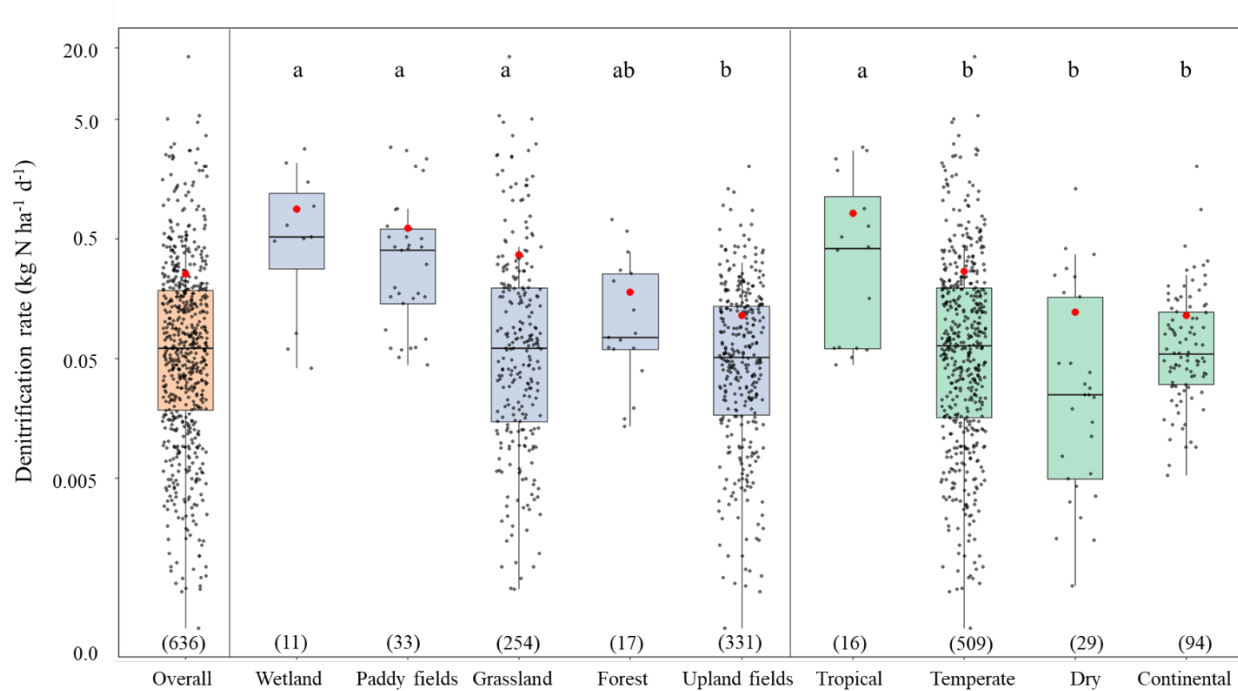 Denitrification rate (kg N ha⁻¹ d⁻¹)
20.0
5.0
0.5
0.05
0.005
0.0
a a a ab b a b b b
(636) (11) (33) (254) (17) (331) (16) (509) (29) (94)
Overall Wetland Paddy fields Grassland Forest Upland fields Tropical Temperate Dry Continental